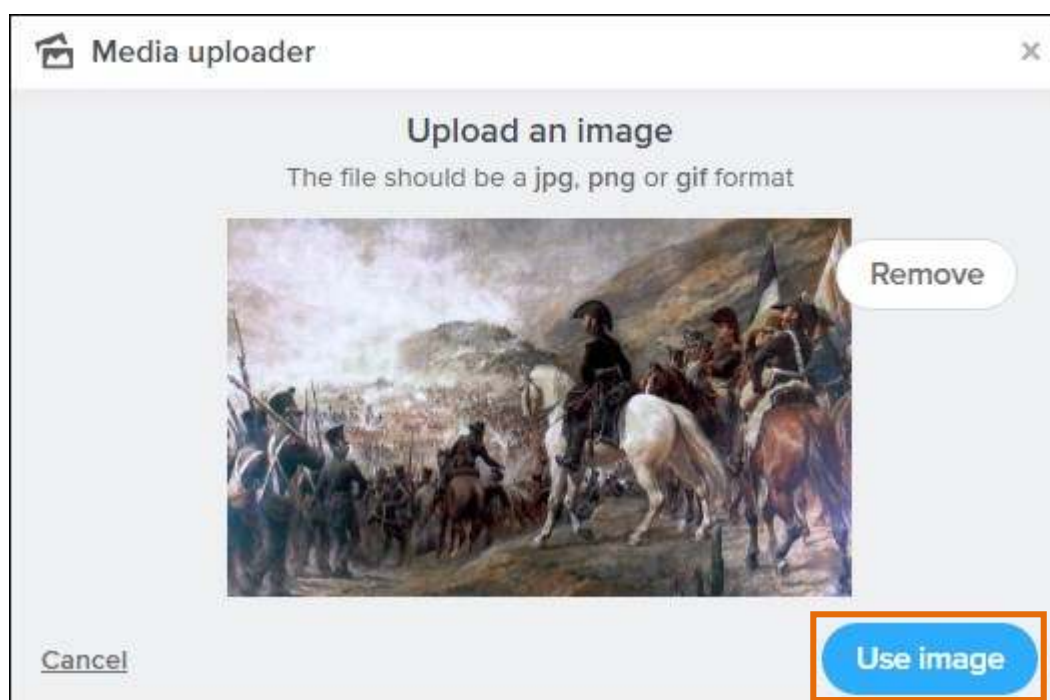 Media uploader
×
Upload an image
The file should be a jpg, png or gif format
Remove
Cancel
Use image